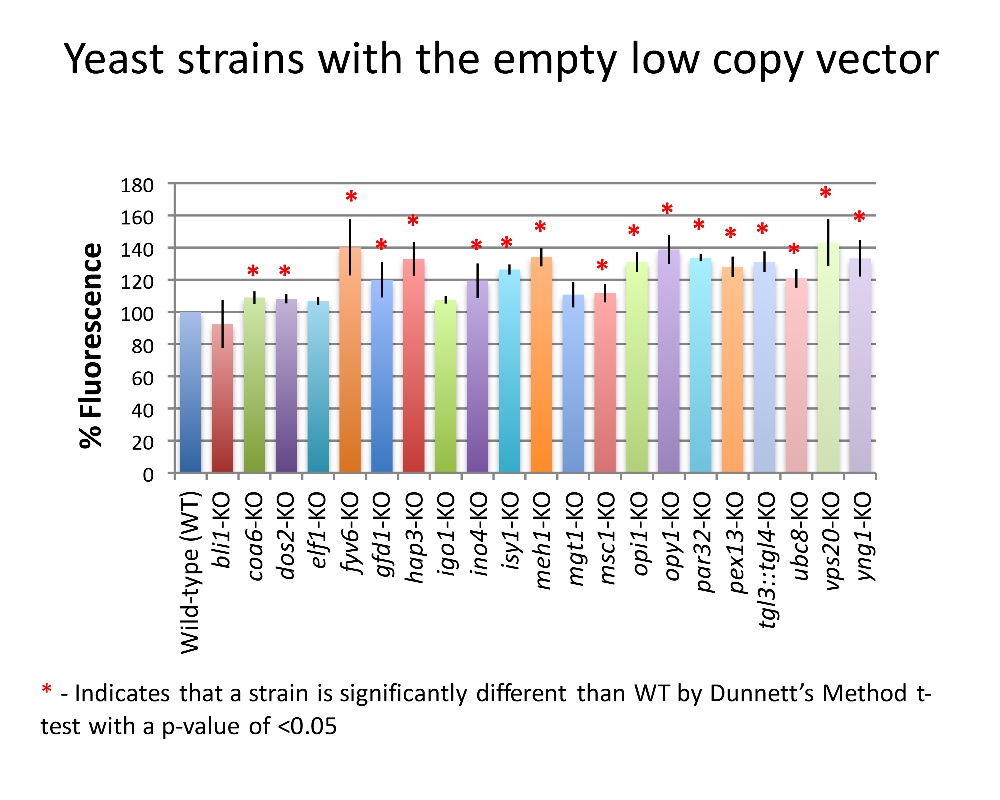 Yeast strains with the empty low copy vector
% Fluorescence
180
160
140
120
100
80
60
40
20
0
Wild-type (WT)
bli1-KO
coa6-KO
dos2-KO
elf1-KO
fyv6-KO
gfd1-KO
hap3-KO
igo1-KO
ino4-KO
isy1-KO
meh1-KO
mgt1-KO
msc1-KO
opi1-KO
opy1-KO
par32-KO
pex13-KO
tgl3::tgl4-KO
ubc8-KO
vps20-KO
yng1-KO
* - Indicates that a strain is significantly different than WT by Dunnett’s Method t-
test with a p-value of <0.05